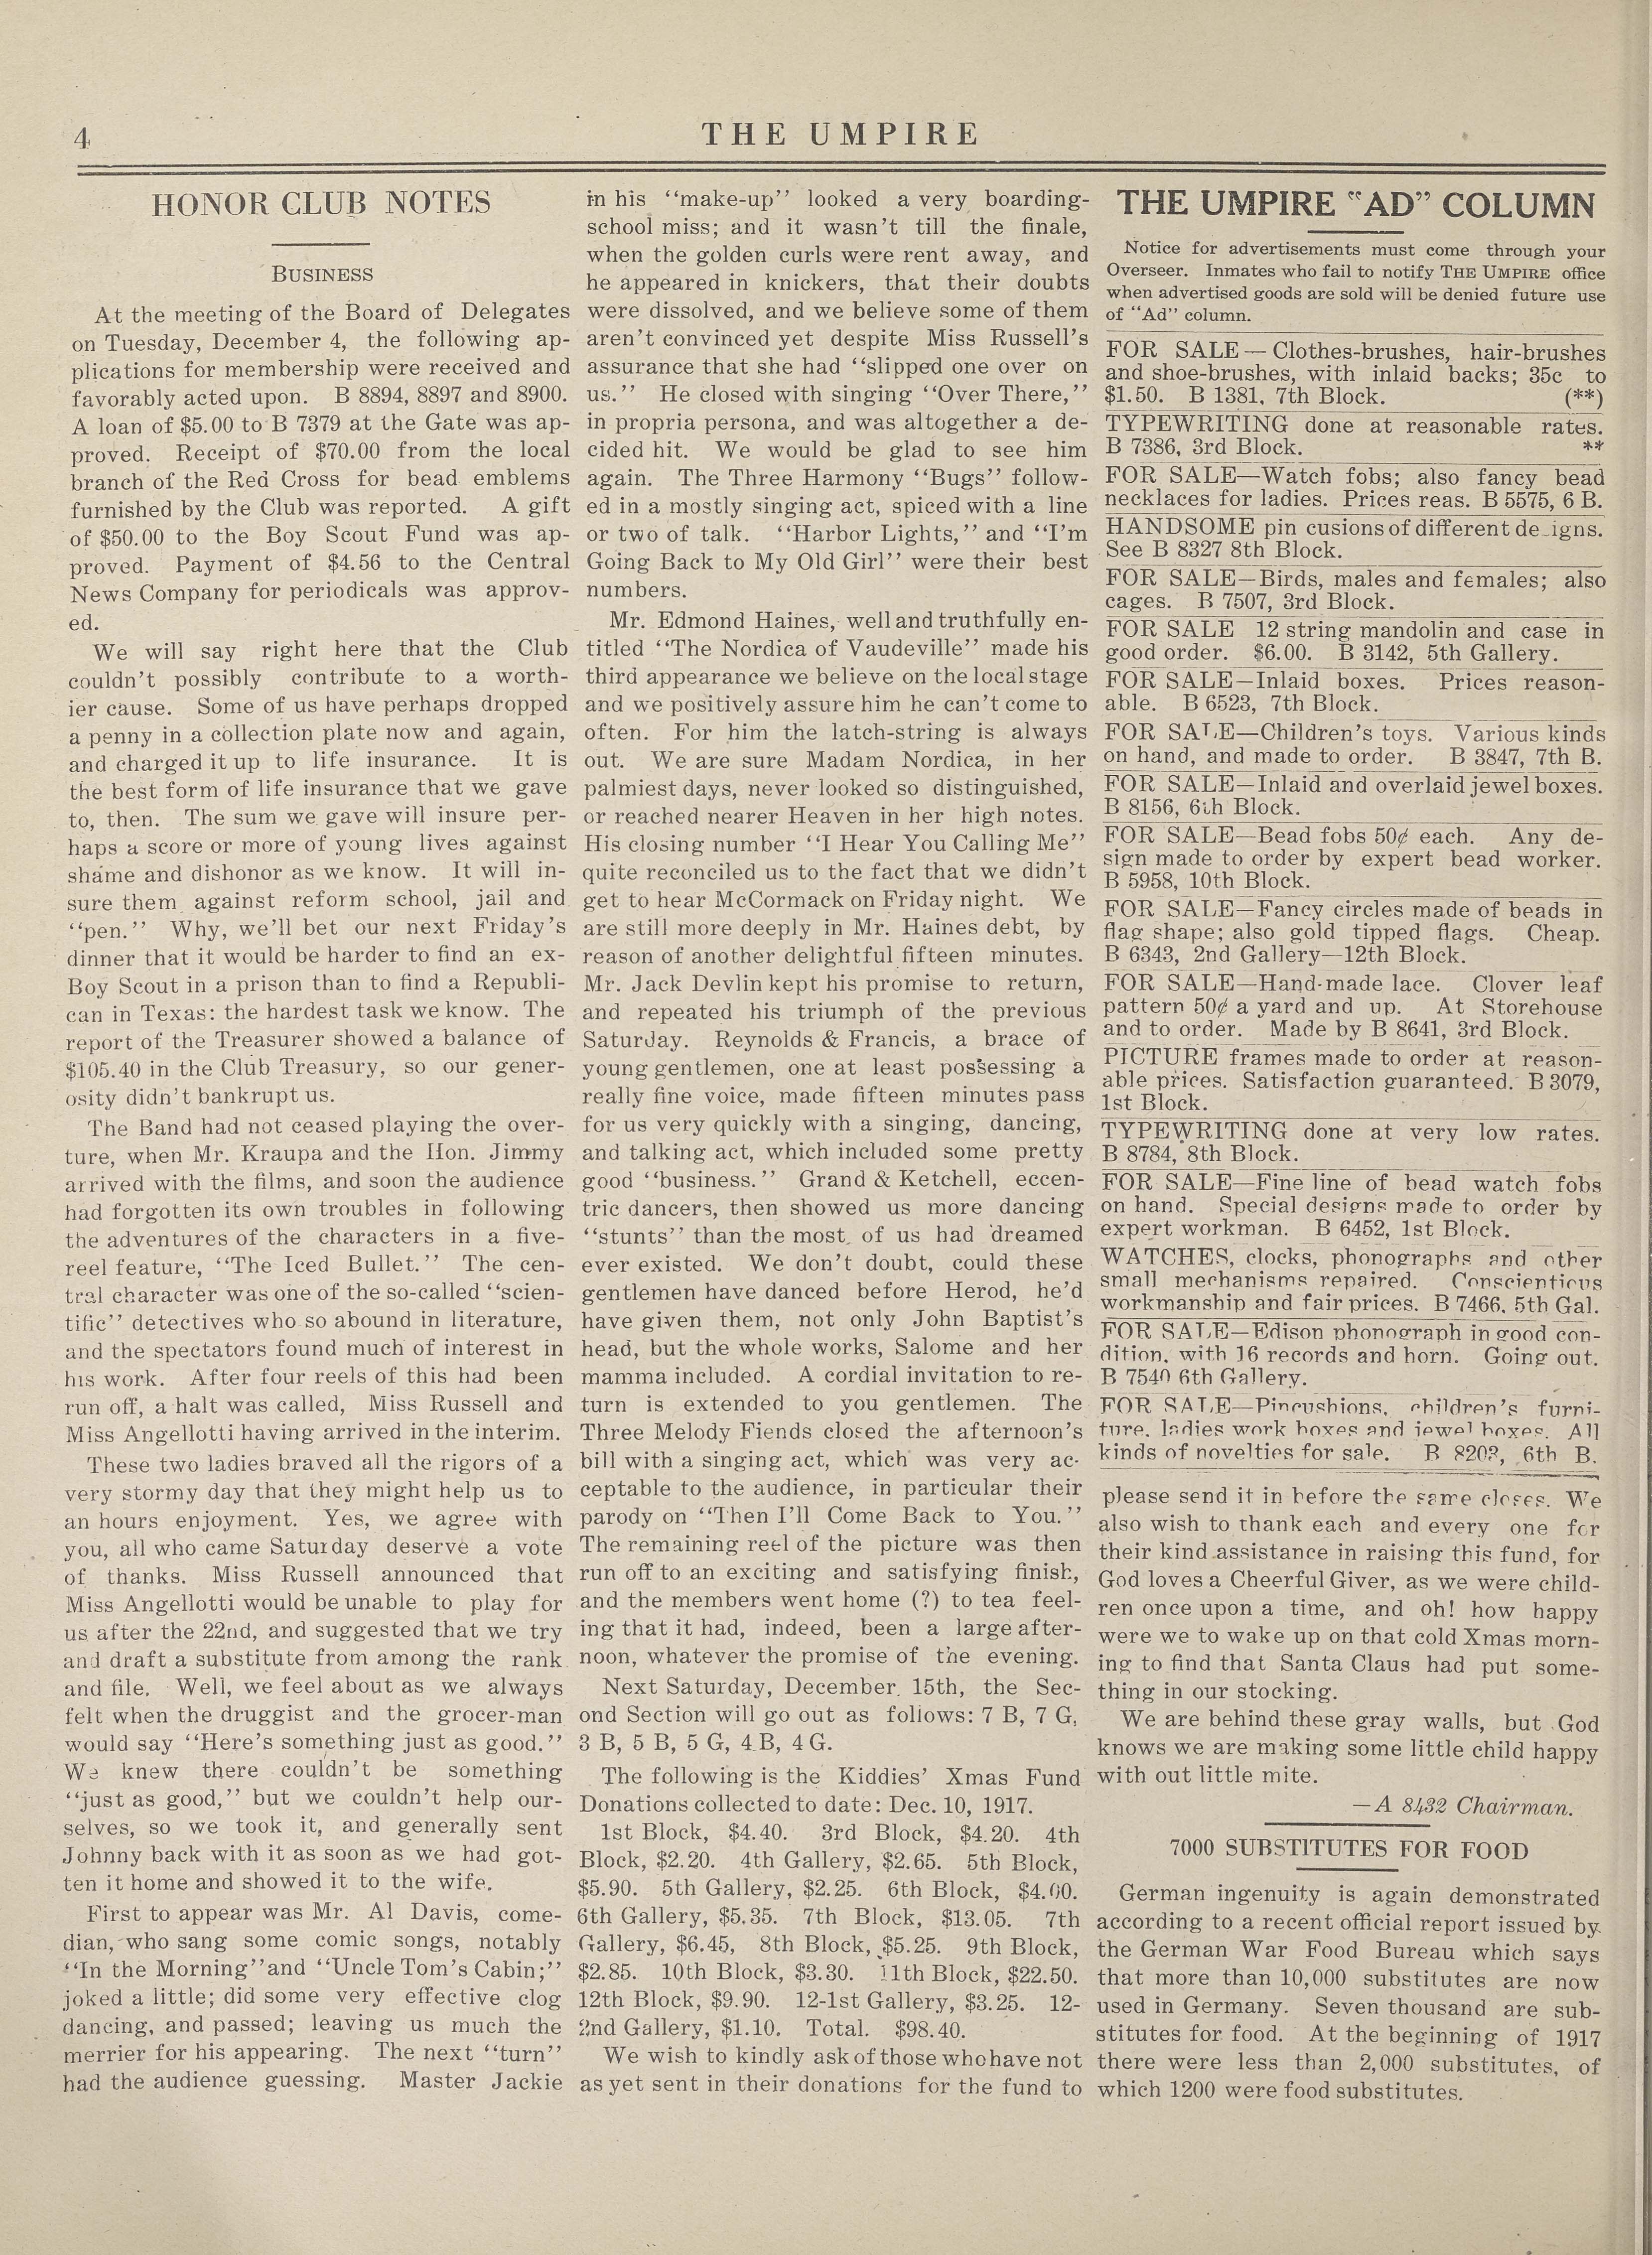 4
THE UMPIRE
HONOR CLUB NOTES
BUSINESS
At the meeting of the Board of Delegates
on Tuesday, December 4, the following ap-
plications for membership were received and
favorably acted upon. B 8894, 8897 and 8900.
A loan of $5.00 to B 7379 at the Gate was ap-
proved. Receipt of $70.00 from the local
branch of the Red Cross for bead emblems
furnished by the Club was reported. A gift
of $50.00 to the Boy Scout Fund was ap-
proved. Payment of $4.56 to the Central
News Company for periodicals was approv-
ed.
We will say right here that the Club
couldn't possibly contribute to a worth-
ier cause. Some of us have perhaps dropped
a penny in a collection plate now and again,
and charged it up to life insurance. It is
the best form of life insurance that we gave
to, then. The sum we gave will insure per-
haps a score or more of young lives against
shame and dishonor as we know. It will in-
sure them against reform school, jail and
''pen.'' Why, we'll bet our next Friday's
dinner that it would be harder to find an ex-
Boy Scout in a prison than to find a Republi-
can in Texas: the hardest task we know. The
report of the Treasurer showed a balance of
$105.40 in the Club Treasury, so our gener-
osity didn't bankrupt us.
The Band had not ceased playing the over-
ture, when Mr. Kraupa and the Hon. Jimmy
arrived with the films, and soon the audience
had forgotten its own troubles in following
the adventures of the characters in a five-
reel feature, ''The Iced Bullet.'' The cen-
tral character was one of the so-called ''scien-
tific'' detectives who so abound in literature,
and the spectators found much of interest in
his work. After four reels of this had been
run off, a halt was called, Miss Russell and
Miss Angellotti having arrived in the interim.
These two ladies braved all the rigors of a
very stormy day that they might help us to
an hours enjoyment. Yes, we agree with
you, all who came Saturday deserve a vote
of thanks. Miss Russell announced that
Miss Angellotti would be unable to play for
us after the 22nd, and suggested that we try
and draft a substitute from among the rank
and file. Well, we feel about as we always
felt when the druggist and the grocer-man
would say ''Here's something just as good.''
We knew there couldn't be something
''just as good,'' but we couldn't help our-
selves, so we took it, and generally sent
Johnny back with it as soon as we had got-
ten it home and showed it to the wife.
First to appear was Mr. Al Davis, come-
dian, who sang some comic songs, notably
''In the Morning''and ''Uncle Tom's Cabin;''
joked a little; did some very effective clog
dancing, and passed; leaving us much the
merrier for his appearing. The next ''turn''
had the audience guessing. Master Jackie
in his ''make-up'' looked a very boarding-
school miss; and it wasn't till the finale,
when the golden curls were rent away, and
he appeared in knickers, that their doubts
were dissolved, and we believe some of them
aren't convinced yet despite Miss Russell's
assurance that she had ''slipped one over on
us.'' He closed with singing ''Over There,''
in propria persona, and was altogether a de-
cided hit. We would be glad to see him
again. The Three Harmony ''Bugs'' follow-
ed in a mostly singing act, spiced with a line
or two of talk. ''Harbor Lights,'' and ''I'm
Going Back to My Old Girl'' were their best
numbers.
Mr. Edmond Haines, well and truthfully en-
titled ''The Nordica of Vaudeville'' made his
third appearance we believe on the local stage
and we positively assure him he can't come to
often. For him the latch-string is always
out. We are sure Madam Nordica, in her
palmiest days, never looked so distinguished,
or reached nearer Heaven in her high notes.
His closing number ''I Hear You Calling Me''
quite reconciled us to the fact that we didn't
get to hear McCormack on Friday night. We
are still more deeply in Mr. Haines debt, by
reason of another delightful fifteen minutes.
Mr. Jack Devlin kept his promise to return,
and repeated his triumph of the previous
Saturday. Reynolds & Francis, a brace of
young gentlemen, one at least possessing a
really fine voice, made fifteen minutes pass
for us very quickly with a singing, dancing,
and talking act, which included some pretty
good ''business.'' Grand & Ketchell, eccen-
tric dancers, then showed us more dancing
''stunts'' than the most of us had dreamed
ever existed. We don't doubt, could these
gentlemen have danced before Herod, he'd
have given them, not only John Baptist's
head, but the whole works, Salome and her
mamma included. A cordial invitation to re-
turn is extended to you gentlemen. The
Three Melody Fiends closed the afternoon's
bill with a singing act, which was very ac-
ceptable to the audience, in particular their
parody on ''Then I'll Come Back to You.''
The remaining reel of the picture was then
run off to an exciting and satisfying finish,
and the members went home (?) to tea feel-
ing that it had, indeed, been a large after-
noon, whatever the promise of the evening.
Next Saturday, December. 15th, the Sec-
ond Section will go out as follows: 7 B, 7 G,
3 B, 5 B, 5 G, 4 B, 4 G.
The following is the Kiddies' Xmas Fund
Donations collected to date: Dec. 10, 1917.
1st Block, $4.40. 3rd Block, $4.20. 4th
Block, $2.20. 4th Gallery, $2.65. 5th Block,
$5.90. 5th Gallery, $2.25. 6th Block, $4.00.
6th Gallery, $5.35. 7th Block, $13.05. 7th
Gallery, $6.45, 8th Block, $5.25. 9th Block,
$2.85. 10th Block, $3.30. 11th Block, $22.50.
12th Block, $9.90. 12-1st Gallery, $3.25. 12-
2nd Gallery, $1.10. Total. $98.40.
We wish to kindly ask of those who have not
as yet sent in their donations for the fund to
THE UMPIRE "AD" COLUMN
Notice for advertisements must come through your
Overseer. Inmates who fail to notify THE UMPIRE office
when advertised goods are sold will be denied future use
of "Ad" column.
FOR SALE — Clothes-brushes, hair-brushes
and shoe-brushes, with inlaid backs; 35c to
$1.50. B 1381, 7th Block. (**)
TYPEWRITING done at reasonable rates.
B 7386, 3rd Block. **
FOR SALE—Watch fobs; also fancy bead
necklaces for ladies. Prices reas. B 5575, 6 B.
HANDSOME pin cusions of different de igns.
See B 8327 8th Block.
FOR SALE—Birds, males and females; also
cages. B 7507, 3rd Block.
FOR SALE 12 string mandolin and case in
good order. $6.00. B 3142, 5th Gallery.
FOR SALE—Inlaid boxes. Prices reason-
able. B 6523, 7th Block.
FOR SALE—Children's toys. Various kinds
on hand, and made to order. B 3847, 7th B.
FOR SALE—Inlaid and overlaid jewel boxes.
B 8156, 6th Block.
FOR SALE—Bead fobs 50¢ each. Any de-
sign made to order by expert bead worker.
B 5958, 10th Block.
FOR SALE—Fancy circles made of beads in
flag shape; also gold tipped flags. Cheap.
B 6343, 2nd Gallery—12th Block.
FOR SALE—Hand-made lace. Clover leaf
pattern 50¢ a yard and up. At Storehouse
and to order. Made by B 8641, 3rd Block.
PICTURE frames made to order at reason-
able prices. Satisfaction guaranteed. B 3079,
1st Block.
TYPEWRITING done at very low rates.
B 8784, 8th Block.
FOR SALE—Fine line of bead watch fobs
on hand. Special designs made to order by
expert workman. B 6452, 1st Block.
WATCHES, clocks, phonographs and other
small mechanisms repaired. Conscientious
workmanship and fair prices. B 7466, 5th Gal.
FOR SALE—Edison phonograph in good con-
dition, with 16 records and horn. Going out.
B 7540 6th Gallery.
FOR SALE—Pincushions, children's furni-
ture, ladies work boxes and jewel boxes. All
kinds of novelties for sale. B 8203, 6th B.
please send it in before the same closes. We
also wish to thank each and every one for
their kind assistance in raising this fund, for
God loves a Cheerful Giver, as we were child-
ren once upon a time, and oh! how happy
were we to wake up on that cold Xmas morn-
ing to find that Santa Claus had put some-
thing in our stocking.
We are behind these gray walls, but God
knows we are making some little child happy
with out little mite.
—A 8432 Chairman.
7000 SUBSTITUTES FOR FOOD
German ingenuity is again demonstrated
according to a recent official report issued by
the German War Food Bureau which says
that more than 10,000 substitutes are now
used in Germany. Seven thousand are sub-
stitutes for food. At the beginning of 1917
there were less than 2,000 substitutes, of
which 1200 were food substitutes.